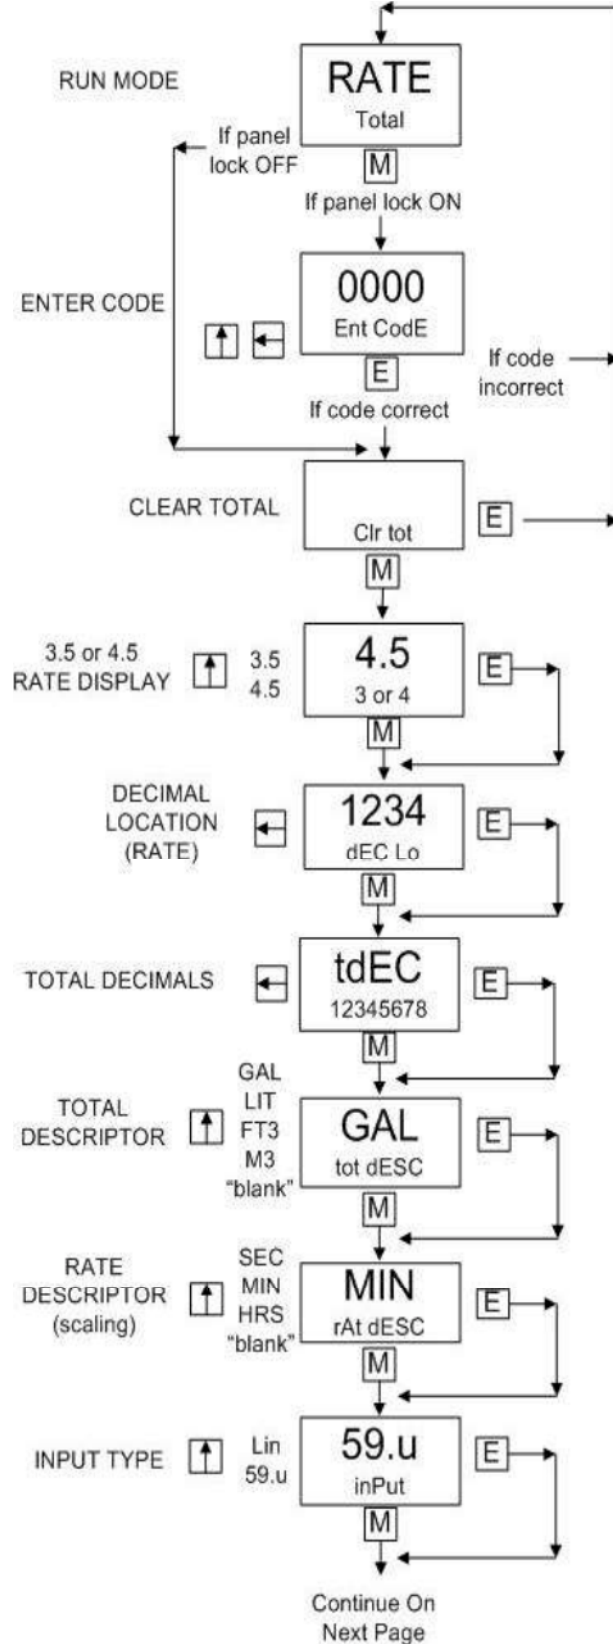 RATE
RUN MODE
Total
If panel
lock OFF
M
If panel lock ON
0000
ENTER CODE
Ent CodE
E
If code
incorrect
If code correct
CLEAR TOTAL
Clr tot
E
M
3.5 or 4.5
RATE DISPLAY
3.5
4.5
4.5
3 or 4
E
M
DECIMAL
LOCATION
(RATE)
1234
dEC Lo
E
M
TOTAL DECIMALS
tdEC
12345678
E
M
TOTAL
DESCRIPTOR
GAL
LIT
FT3
M3
"blank"
GAL
tot dESC
E
M
RATE
DESCRIPTOR
(scaling)
SEC
MIN
HRS
"blank"
MIN
rAt dESC
E
M
INPUT TYPE
Lin
59.u
59.u
inPut
E
M
Continue On
Next Page